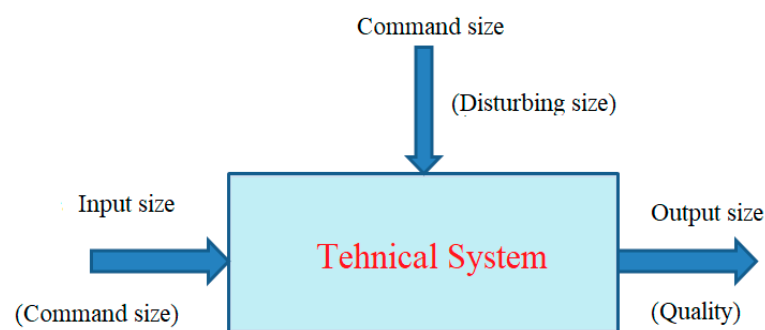 Command size
(Disturbing size)
Input size
Output size
Tehnical System
(Command size)
(Quality)